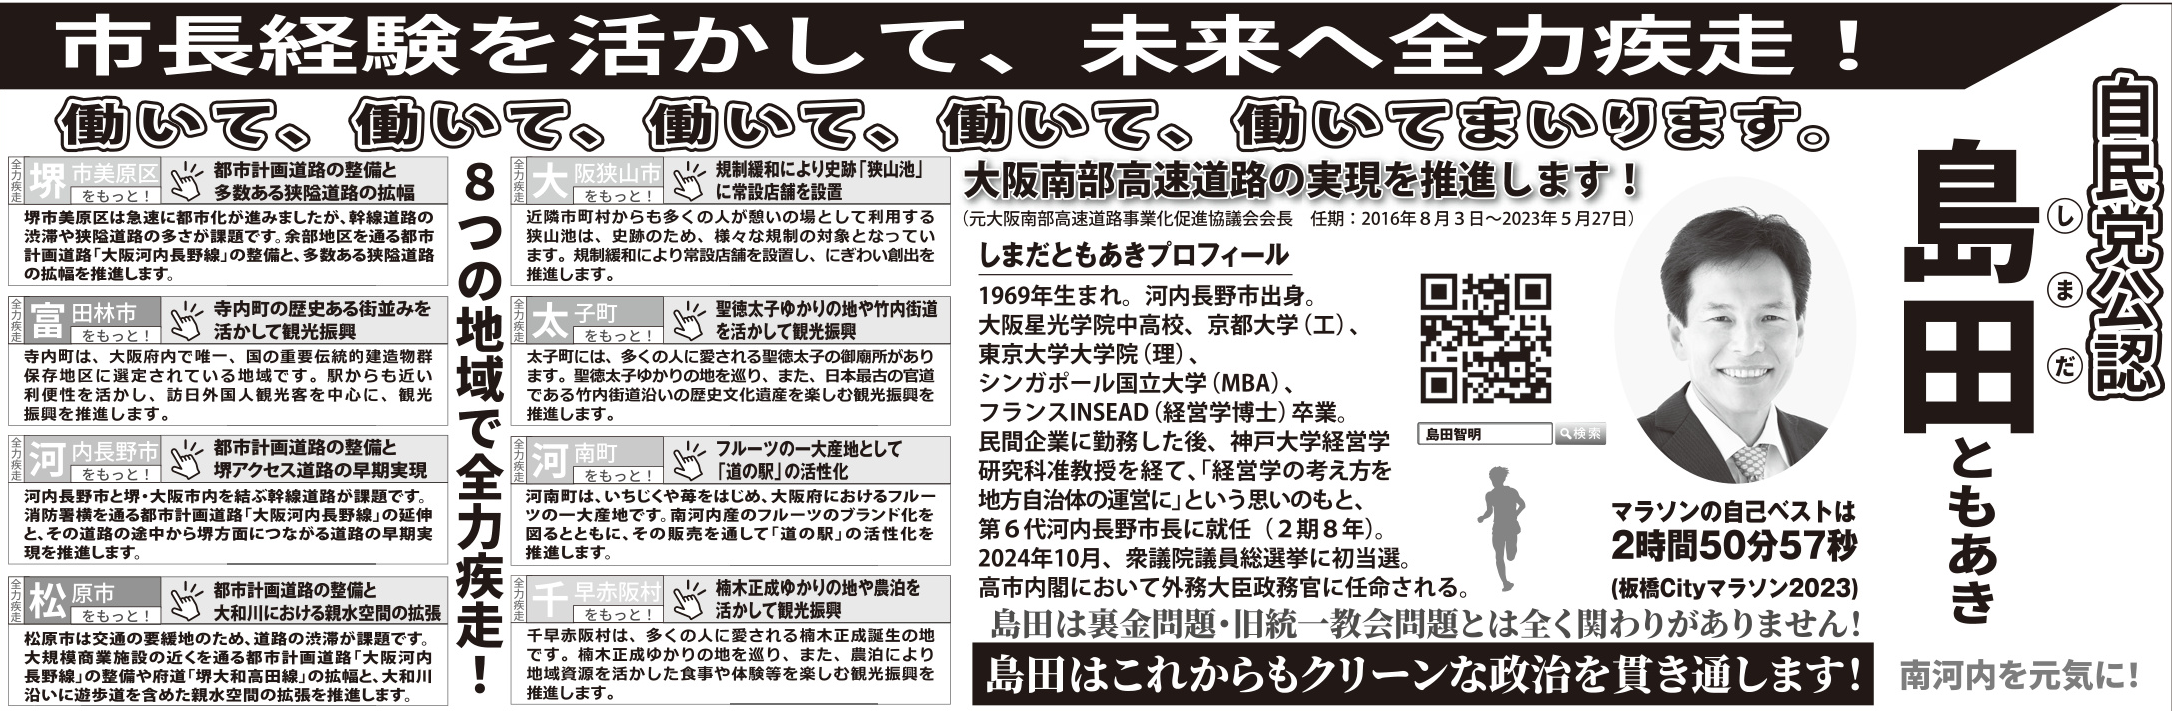 市長経験を活かして、未来へ全力疾走！
働いて、働いて、働いて、働いて、働いてまいります。
自民党公認
島田
しまだ
ともあき
南河内を元気に！
8つの地域で全力疾走！
全力疾走
堺市美原区
をもっと！
都市計画道路の整備と
多数ある狭隘道路の拡幅
堺市美原区は急速に都市化が進みましたが、幹線道路の
渋滞や狭隘道路の多さが課題です。余部地区を通る都市
計画道路「大阪河内長野線」の整備と、多数ある狭隘道路
の拡幅を推進します。
全力疾走
富田林市
をもっと！
寺内町の歴史ある街並みを
活かして観光振興
寺内町は、大阪府内で唯一、国の重要伝統的建造物群
保存地区に選定されている地域です。駅からも近い
利便性を活かし、訪日外国人観光客を中心に、観光
振興を推進します。
全力疾走
河内長野市
をもっと！
都市計画道路の整備と
堺アクセス道路の早期実現
河内長野市と堺・大阪市内を結ぶ幹線道路が課題です。
消防署横を通る都市計画道路「大阪河内長野線」の延伸
と、その道路の途中から堺方面につながる道路の早期実
現を推進します。
全力疾走
松原市
をもっと！
都市計画道路の整備と
大和川における親水空間の拡張
松原市は交通の要綾地のため、道路の渋滞が課題です。
大規模商業施設の近くを通る都市計画道路「大阪河内
長野線」の整備や府道「堺大和高田線」の拡幅と、大和川
沿いに遊歩道を含めた親水空間の拡張を推進します。
全力疾走
大阪狭山市
をもっと！
規制緩和により史跡「狭山池」
に常設店舗を設置
近隣市町村からも多くの人が憩いの場として利用する
狭山池は、史跡のため、様々な規制の対象となってい
ます。規制緩和により常設店舗を設置し、にぎわい創出を
推進します。
全力疾走
太子町
をもっと！
聖徳太子ゆかりの地や竹内街道
を活かして観光振興
太子町には、多くの人に愛される聖徳太子の御廟所があり
ます。聖徳太子ゆかりの地を巡り、また、日本最古の官道
である竹内街道沿いの歴史文化遺産を楽しむ観光振興を
推進します。
全力疾走
河南町
をもっと！
フルーツの一大産地として
「道の駅」の活性化
河南町は、いちじくや苺をはじめ、大阪府におけるフルー
ツの一大産地です。南河内産のフルーツのブランド化を
図るとともに、その販売を通して「道の駅」の活性化を
推進します。
全力疾走
千早赤阪村
をもっと！
楠木正成ゆかりの地や農泊を
活かして観光振興
千早赤阪村は、多くの人に愛される楠木正成誕生の地
です。楠木正成ゆかりの地を巡り、また、農泊により
地域資源を活かした食事や体験等を楽しむ観光振興を
推進します。
大阪南部高速道路の実現を推進します！
（元大阪南部高速道路事業化促進協議会会長　任期：2016年８月３日〜2023年５月27日）
しまだともあきプロフィール
1969年生まれ。河内長野市出身。
大阪星光学院中高校、京都大学（工）、
東京大学大学院（理）、
シンガポール国立大学（MBA）、
フランスINSEAD（経営学博士）卒業。
民間企業に勤務した後、神戸大学経営学
研究科准教授を経て、「経営学の考え方を
地方自治体の運営に」という思いのもと、
第６代河内長野市長に就任（２期８年）。
2024年10月、衆議院議員総選挙に初当選。
高市内閣において外務大臣政務官に任命される。
島田智明
検索
マラソンの自己ベストは
2時間50分57秒
(板橋Cityマラソン2023)
島田は裏金問題・旧統一教会問題とは全く関わりがありません！
島田はこれからもクリーンな政治を貫き通します！